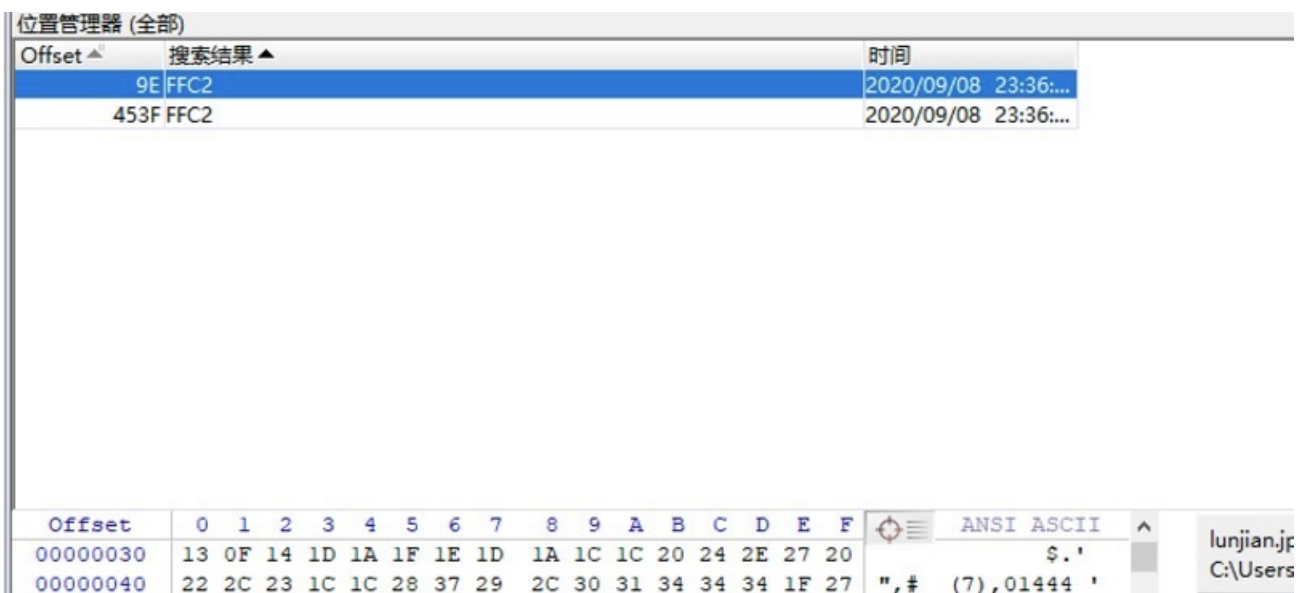 位置管理器 (全部)
Offset 搜索结果 时间
9E FFC2 2020/09/08 23:36:...
453F FFC2 2020/09/08 23:36:...
Offset 0 1 2 3 4 5 6 7 8 9 A B C D E F ANSI ASCII
00000030 13 0F 14 1D 1A 1F 1E 1D 1A 1C 1C 20 24 2E 27 20 $.'
00000040 22 2C 23 1C 1C 28 37 29 2C 30 31 34 34 34 1F 27 ",# (7),01444 '
lunjian.jp
C:\Users